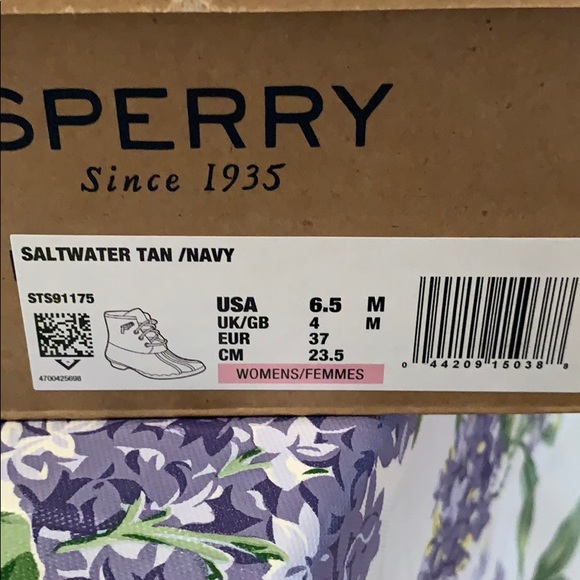 SPERRY
Since 1935
SALTWATER TAN /NAVY
STS91175
4700425698
USA 6.5 M
UK/GB 4 M
EUR 37
CM 23.5
WOMENS/FEMMES
0 44209 15038 8